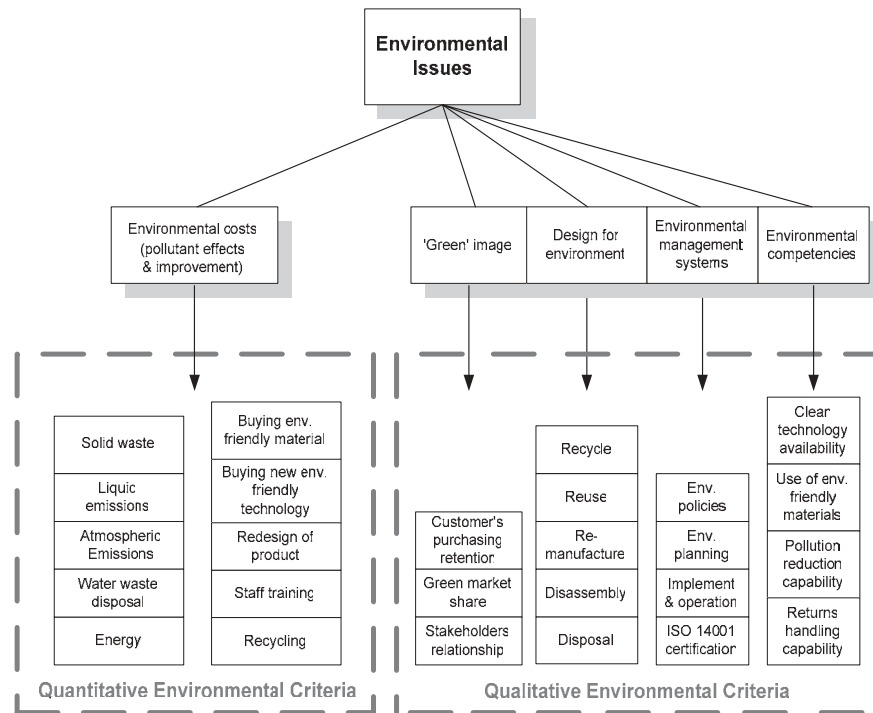 Environmental
Issues
Environmental costs
(pollutant effects
& improvement)
'Green' image
Design for
environment
Environmental
management
systems
Environmental
competencies
Solid waste
Liquic
emissions
Atmospheric
Emissions
Water waste
disposal
Energy
Buying env.
friendly material
Buying new env.
friendly
technology
Redesign of
product
Staff training
Recycling
Customer's
purchasing
retention
Green market
share
Stakeholders
relationship
Recycle
Reuse
Re-
manufacture
Disassembly
Disposal
Env.
policies
Env.
planning
Implement
& operation
ISO 14001
certification
Clear
technology
availability
Use of env.
friendly
materials
Pollution
reduction
capability
Returns
handling
capability
Quantitative Environmental Criteria
Qualitative Environmental Criteria